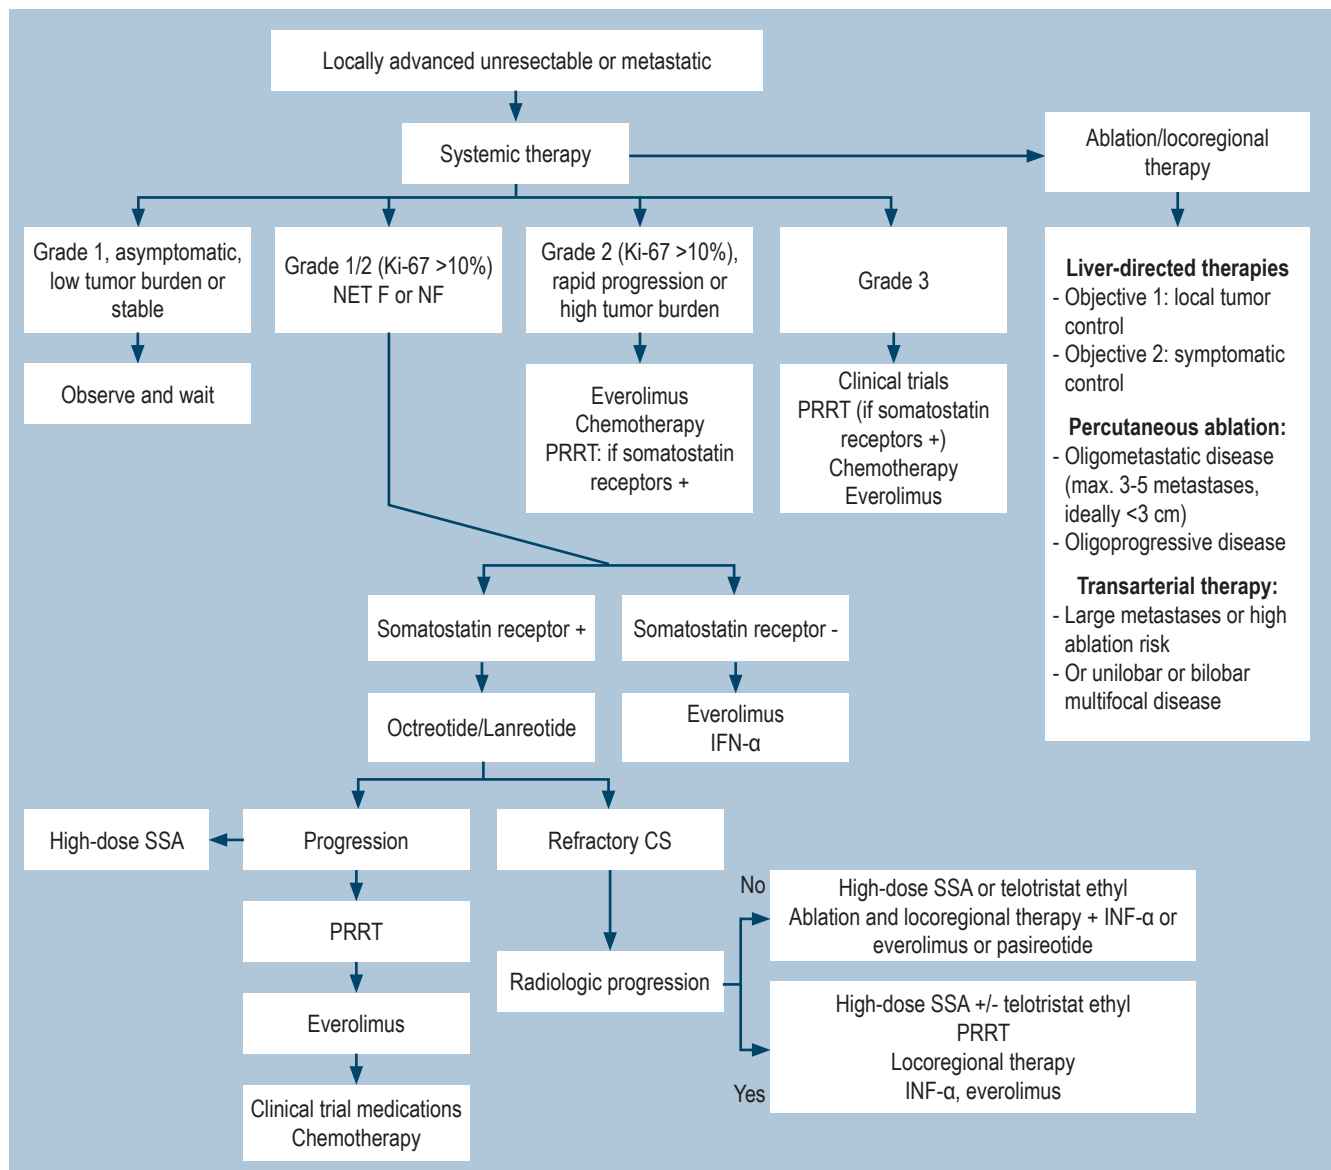 Locally advanced unresectable or metastatic
Systemic therapy
Ablation/locoregional
therapy
Grade 1, asymptomatic,
low tumor burden or
stable
Grade 1/2 (Ki-67 >10%)
NET F or NF
Grade 2 (Ki-67 >10%),
rapid progression or
high tumor burden
Grade 3
Observe and wait
Everolimus
Chemotherapy
PRRT: if somatostatin
receptors +
Clinical trials
PRRT (if somatostatin
receptors +)
Chemotherapy
Everolimus
Liver-directed therapies
- Objective 1: local tumor
control
- Objective 2: symptomatic
control
Percutaneous ablation:
- Oligometastatic disease
(max. 3-5 metastases,
ideally <3 cm)
- Oligoprogressive disease
Transarterial therapy:
- Large metastases or high
ablation risk
- Or unilobar or bilobar
multifocal disease
Somatostatin receptor +
Somatostatin receptor -
Octreotide/Lanreotide
Everolimus
IFN-α
High-dose SSA
Progression
Refractory CS
PRRT
Everolimus
Clinical trial medications
Chemotherapy
Radiologic progression
No
High-dose SSA or telotristat ethyl
Ablation and locoregional therapy + INF-α or
everolimus or pasireotide
Yes
High-dose SSA +/- telotristat ethyl
PRRT
Locoregional therapy
INF-α, everolimus